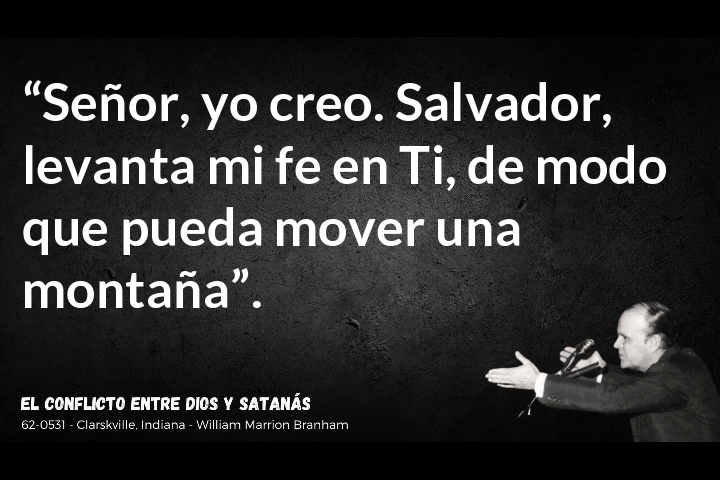 “Señor, yo creo. Salvador,
levanta mi fe en Ti, de modo
que pueda mover una
montaña”.
EL CONFLICTO ENTRE DIOS Y SATANÁS
62-0531 - Clarskville, Indiana - William Marrion Branham